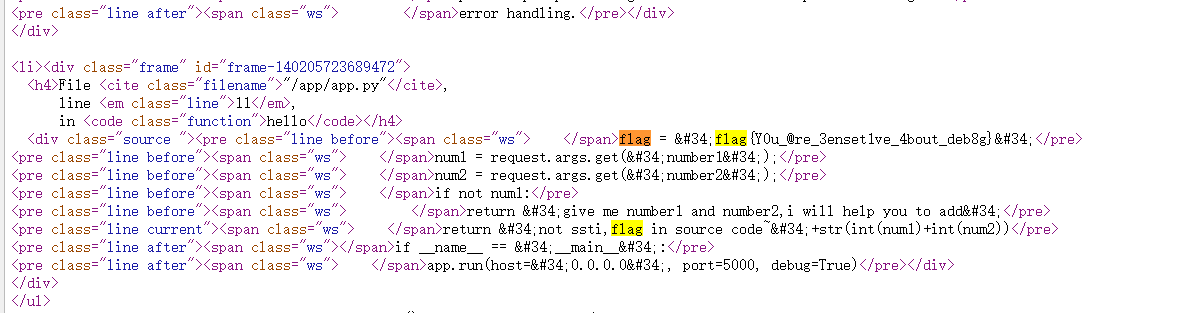 <pre class="line after"><span class="ws">        </span>error handling.</pre></div>
</div>
<li><div class="frame" id="frame-140205723689472">
<h4>File <cite class="filename">"/app/app.py"</cite>,
line <em class="line">11</em>,
in <code class="function">hello</code></h4>
<div class="source "><pre class="line before"><span class="ws">    </span>flag = &#34;flag{Y0u_@re_3enset1ve_4bout_deb8g}&#34;</pre>
<pre class="line before"><span class="ws">    </span>num1 = request.args.get(&#34;number1&#34;);</pre>
<pre class="line before"><span class="ws">    </span>num2 = request.args.get(&#34;number2&#34;);</pre>
<pre class="line before"><span class="ws">    </span>if not num1:</pre>
<pre class="line before"><span class="ws">        </span>return &#34;give me number1 and number2,i will help you to add&#34;</pre>
<pre class="line current"><span class="ws">    </span>return &#34;not ssti,flag in source code~&#34;+str(int(num1)+int(num2))</pre>
<pre class="line after"><span class="ws"></span>if __name__ == &#34;__main__&#34;:</pre>
<pre class="line after"><span class="ws">    </span>app.run(host=&#34;0.0.0.0&#34;, port=5000, debug=True)</pre></div>
</div>
</ul>